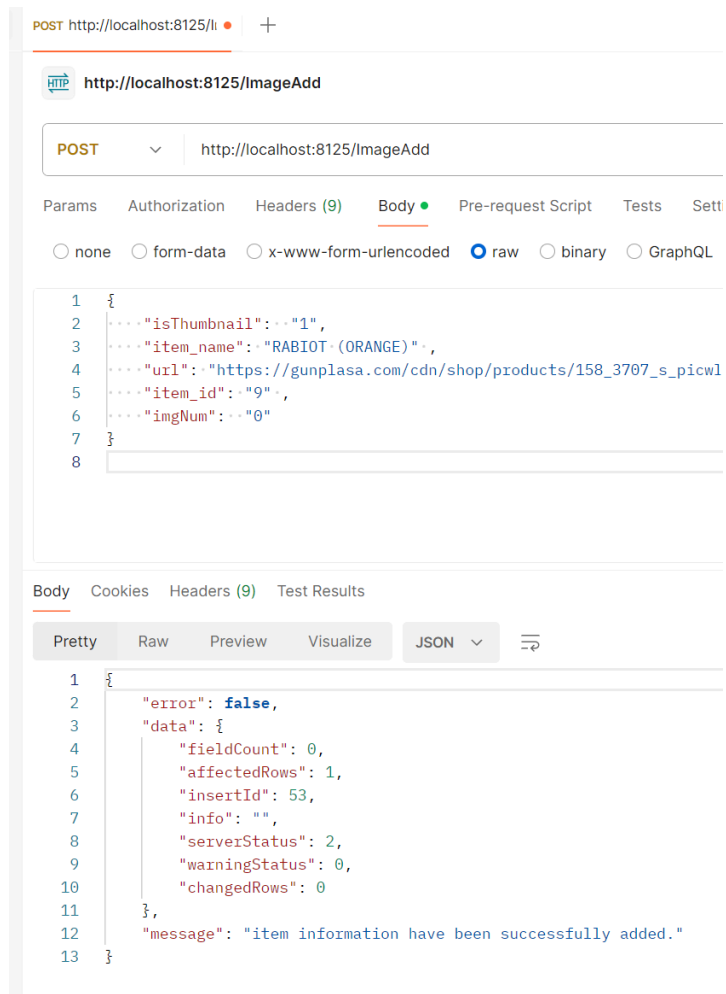 POST http://localhost:8125/I
HTTP http://localhost:8125/ImageAdd
POST http://localhost:8125/ImageAdd
Params Authorization Headers (9) Body Pre-request Script Tests Setti
none form-data x-www-form-urlencoded raw binary GraphQL
1 {
2 "isThumbnail": "1",
3 "item_name": "RABIOT (ORANGE)" ,
4 "url": "https://gunplasa.com/cdn/shop/products/158_3707_s_picwl
5 "item_id": "9" ,
6 "imgNum": "0"
7 }
8
Body Cookies Headers (9) Test Results
Pretty Raw Preview Visualize JSON
1 {
2 "error": false,
3 "data": {
4 "fieldCount": 0,
5 "affectedRows": 1,
6 "insertId": 53,
7 "info": "",
8 "serverStatus": 2,
9 "warningStatus": 0,
10 "changedRows": 0
11 },
12 "message": "item information have been successfully added."
13 }